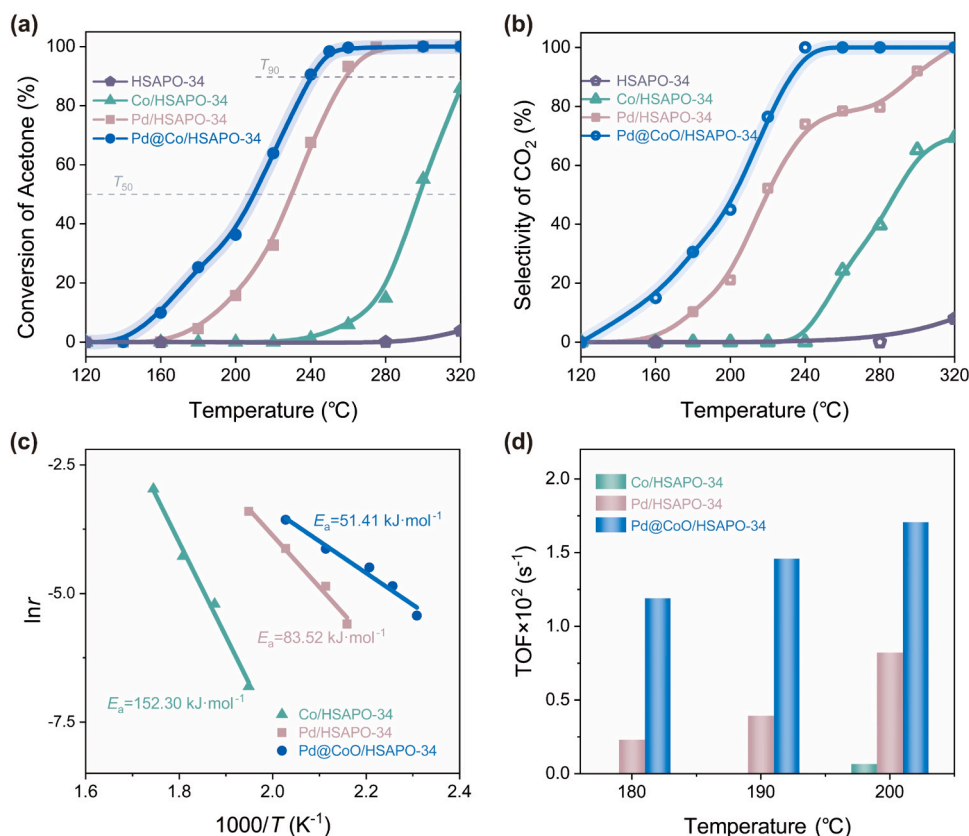 (a)
100
80
60
40
20
0
Conversion of Acetone (%)
T90
T50
HSAPO-34
Co/HSAPO-34
Pd/HSAPO-34
Pd@Co/HSAPO-34
120 160 200 240 280 320
Temperature (℃)
(b)
100
80
60
40
20
0
Selectivity of CO2 (%)
HSAPO-34
Co/HSAPO-34
Pd/HSAPO-34
Pd@CoO/HSAPO-34
120 160 200 240 280 320
Temperature (℃)
(c)
-2.5
-5.0
-7.5
lnr
Ea=51.41 kJ·mol-1
Ea=83.52 kJ·mol-1
Ea=152.30 kJ·mol-1
Co/HSAPO-34
Pd/HSAPO-34
Pd@CoO/HSAPO-34
1.6 1.8 2.0 2.2 2.4
1000/T (K-1)
(d)
2.0
1.5
1.0
0.5
0.0
TOF×102 (s-1)
Co/HSAPO-34
Pd/HSAPO-34
Pd@CoO/HSAPO-34
180 190 200
Temperature (℃)